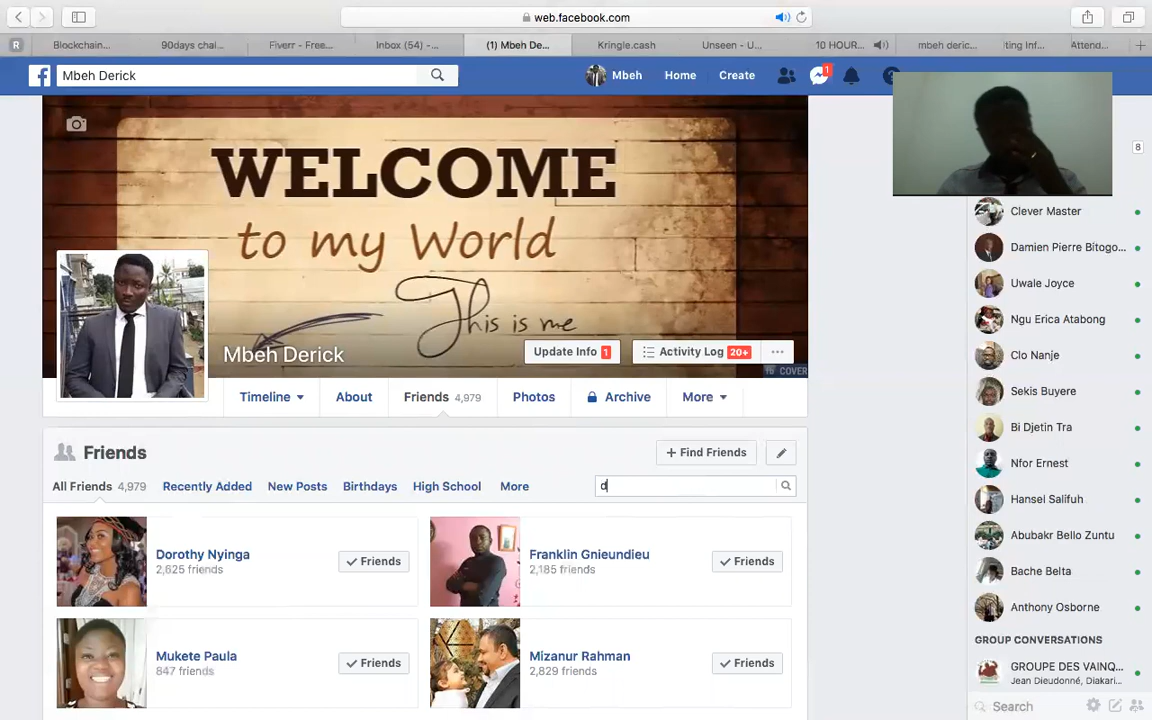 web.facebook.com
R
Blockchain...
90days chal...
Fiverr - Free...
Inbox (54) -...
(1) Mbeh De...
Kringle.cash
Unseen - U...
10 HOUR...
mbeh deric...
iting Inf...
Attend...
Mbeh Derick
Mbeh
Home
Create
1
WELCOME
to my World
This is me
Mbeh Derick
Update Info 1
Activity Log 20+
COVER
Timeline
About
Friends 4,979
Photos
Archive
More
Friends
+ Find Friends
All Friends 4,979
Recently Added
New Posts
Birthdays
High School
More
d
Dorothy Nyinga
2,625 friends
Friends
Franklin Gnieundieu
2,185 friends
Friends
Mukete Paula
847 friends
Friends
Mizanur Rahman
2,829 friends
Friends
8
Clever Master
Damien Pierre Bitogo...
Uwale Joyce
Ngu Erica Atabong
Clo Nanje
Sekis Buyere
Bi Djetin Tra
Nfor Ernest
Hansel Salifuh
Abubakr Bello Zuntu
Bache Belta
Anthony Osborne
GROUP CONVERSATIONS
GROUPE DES VAINQ...
Jean Dieudonné, Diakari...
Search